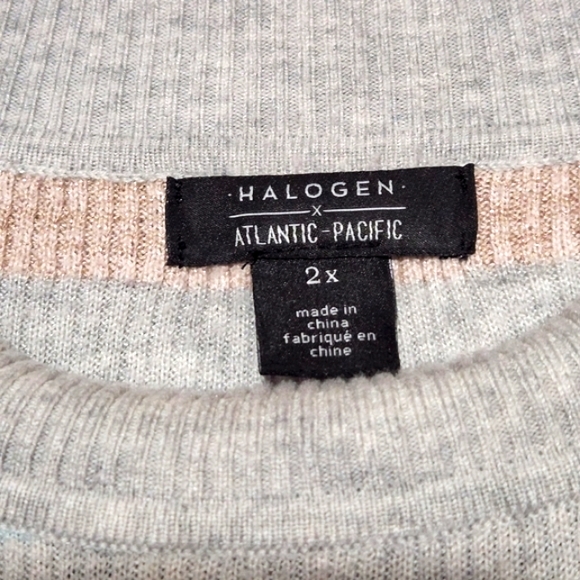 ·HALOGEN·
x
ATLANTIC-PACIFIC
2x
made in
china
fabriqué en
chine